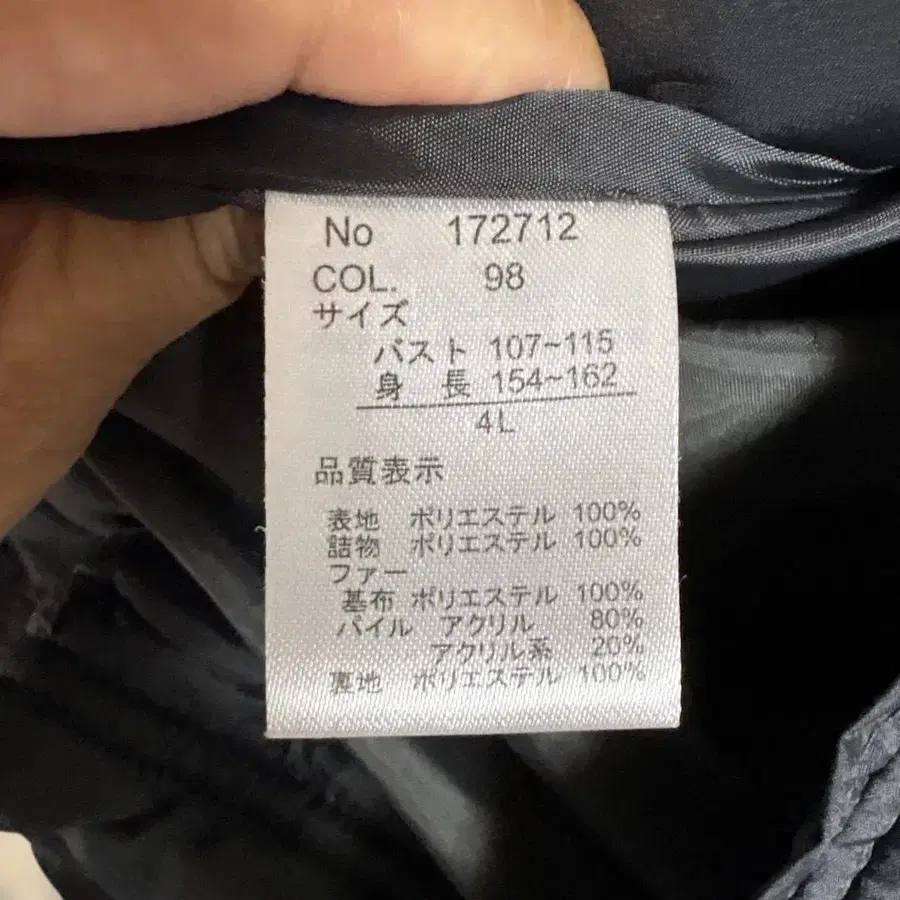 No 172712
COL. 98
サイズ
バスト 107~115
身 長 154~162
4L
品質表示
表地 ポリエステル 100%
詰物 ポリエステル 100%
ファー
基布 ポリエステル 100%
パイル アクリル 80%
アクリル系 20%
裏地 ポリエステル 100%